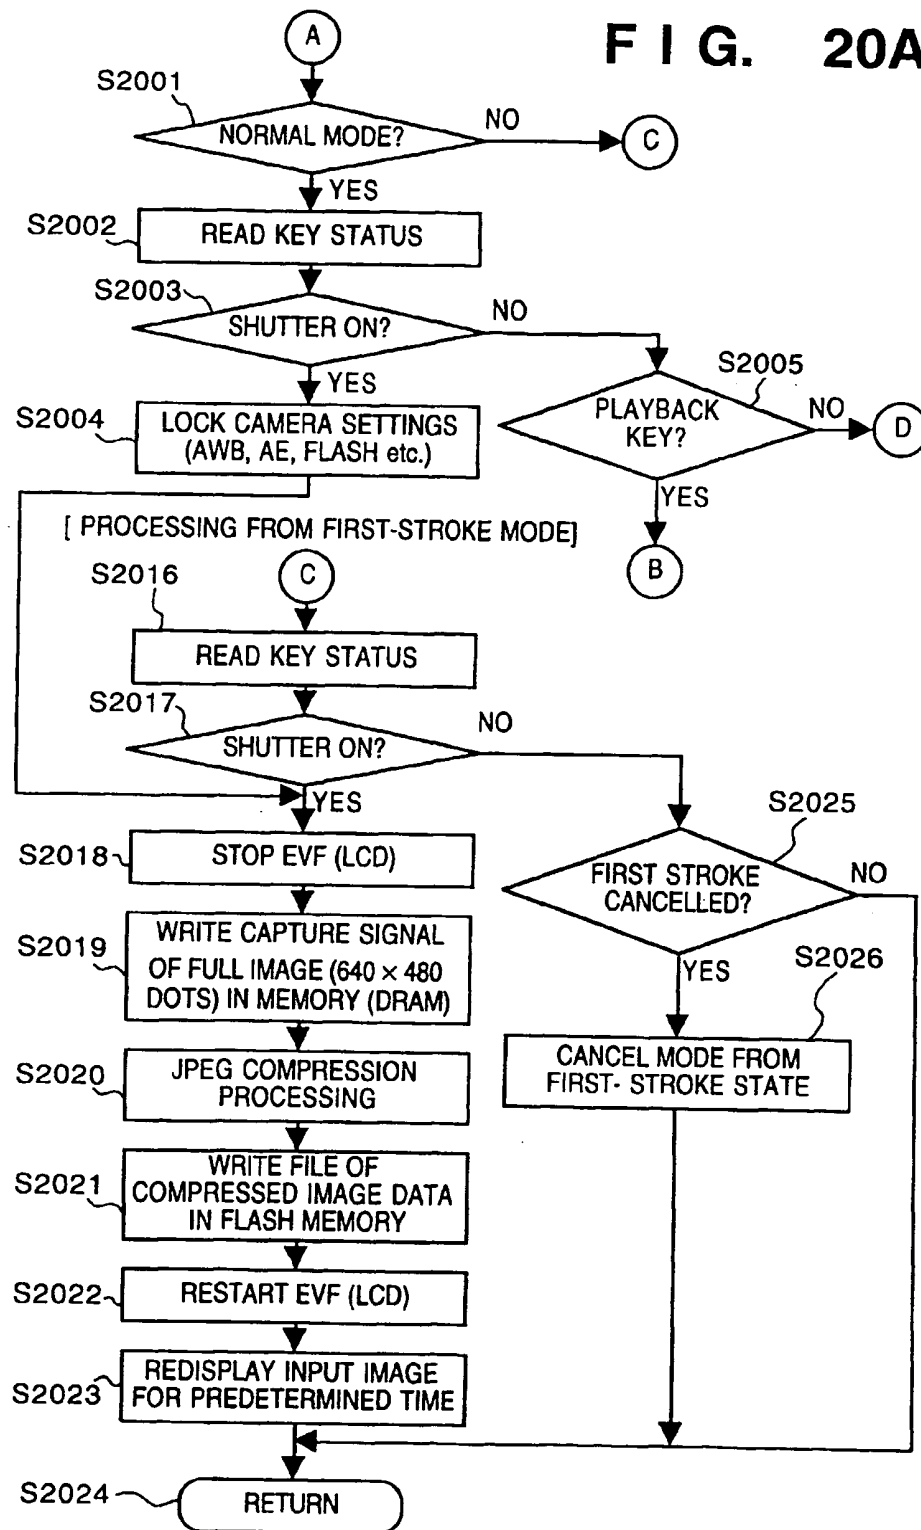 FIG. 20A
A
S2001
NORMAL MODE?
NO
C
YES
S2002
READ KEY STATUS
S2003
SHUTTER ON?
NO
YES
S2004
LOCK CAMERA SETTINGS
(AWB, AE, FLASH etc.)
S2005
PLAYBACK
KEY?
NO
D
YES
B
[ PROCESSING FROM FIRST-STROKE MODE]
C
S2016
READ KEY STATUS
S2017
SHUTTER ON?
NO
YES
S2018
STOP EVF (LCD)
S2019
WRITE CAPTURE SIGNAL
OF FULL IMAGE (640 × 480
DOTS) IN MEMORY (DRAM)
S2020
JPEG COMPRESSION
PROCESSING
S2021
WRITE FILE OF
COMPRESSED IMAGE DATA
IN FLASH MEMORY
S2022
RESTART EVF (LCD)
S2023
REDISPLAY INPUT IMAGE
FOR PREDETERMINED TIME
S2025
FIRST STROKE
CANCELLED?
NO
YES
S2026
CANCEL MODE FROM
FIRST- STROKE STATE
S2024
RETURN